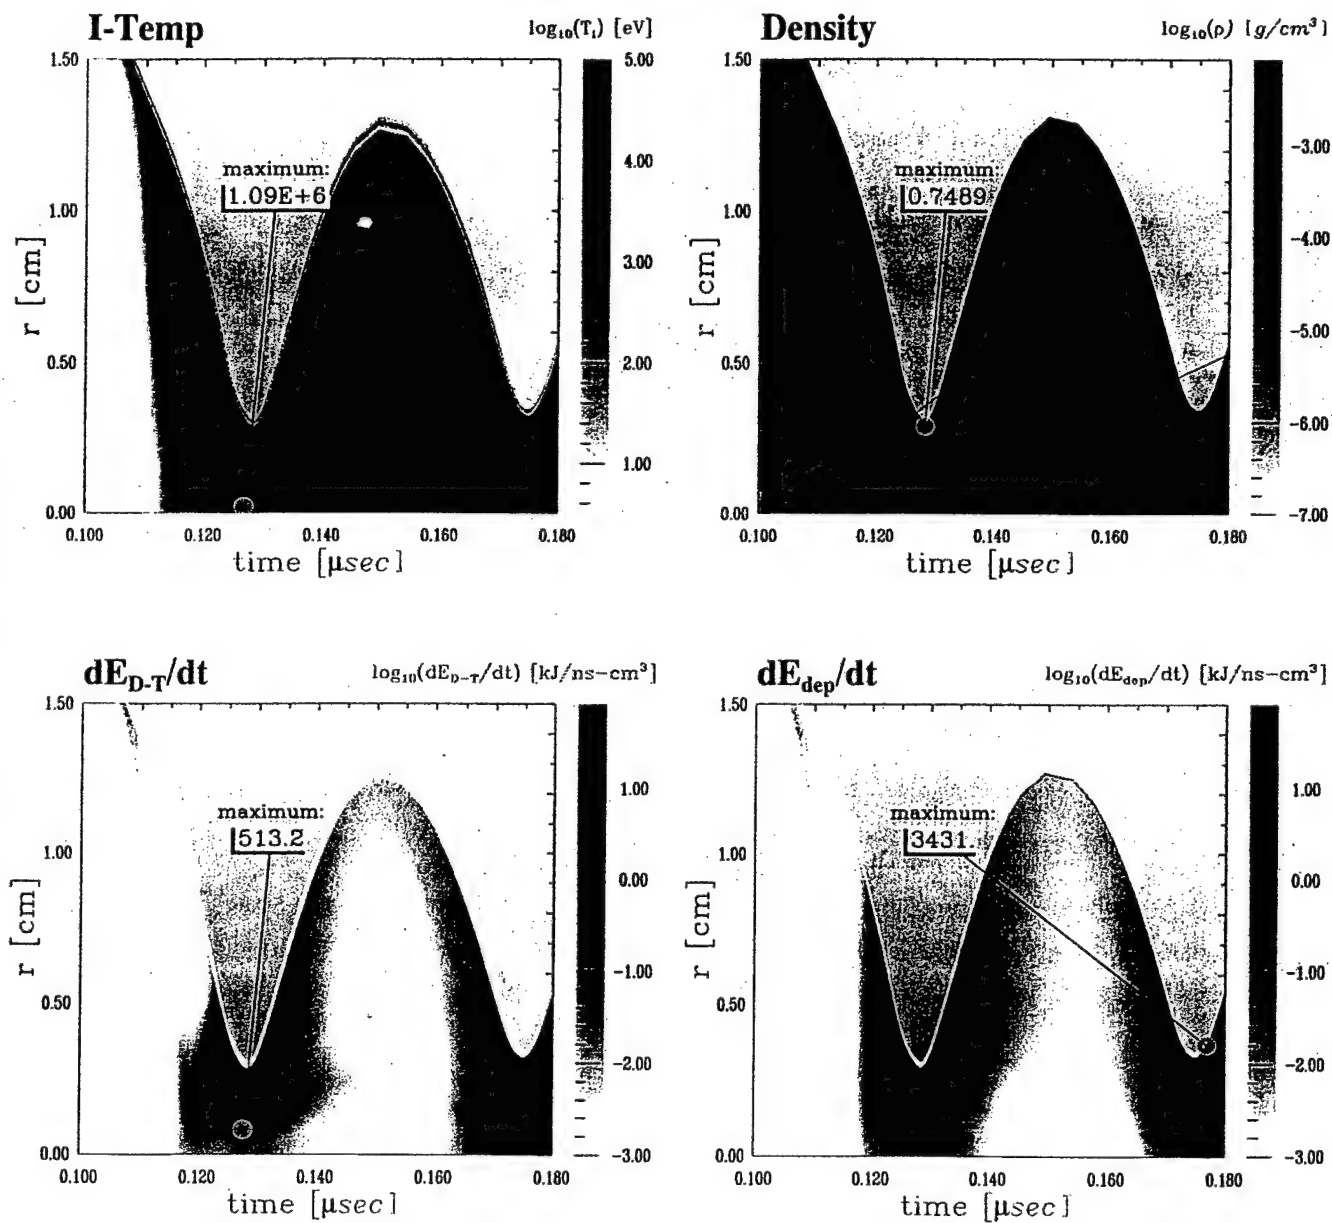 I-Temp
log₁₀(Tᵢ) [eV]
1.50
1.00
0.50
0.00
r [cm]
maximum:
1.09E+6
5.00
4.00
3.00
2.00
1.00
0.100
0.120
0.140
0.160
0.180
time [μsec]
Density
log₁₀(ρ) [g/cm³]
1.50
1.00
0.50
0.00
r [cm]
maximum:
0.7489
-3.00
-4.00
-5.00
-6.00
-7.00
0.100
0.120
0.140
0.160
0.180
time [μsec]
dE_D-T/dt
log₁₀(dE_D-T/dt) [kJ/ns-cm³]
1.50
1.00
0.50
0.00
r [cm]
maximum:
513.2
1.00
0.00
-1.00
-2.00
-3.00
0.100
0.120
0.140
0.160
0.180
time [μsec]
dE_dep/dt
log₁₀(dE_dep/dt) [kJ/ns-cm³]
1.50
1.00
0.50
0.00
r [cm]
maximum:
3431.
1.00
0.00
-1.00
-2.00
-3.00
0.100
0.120
0.140
0.160
0.180
time [μsec]